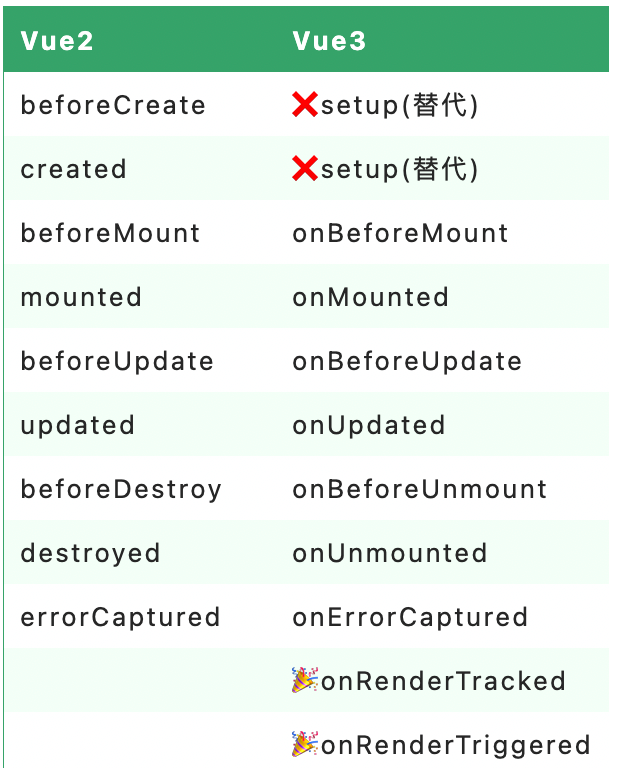 Vue2 Vue3
beforeCreate ❌setup(替代)
created ❌setup(替代)
beforeMount onBeforeMount
mounted onMounted
beforeUpdate onBeforeUpdate
updated onUpdated
beforeDestroy onBeforeUnmount
destroyed onUnmounted
errorCaptured onErrorCaptured
🎉onRenderTracked
🎉onRenderTriggered